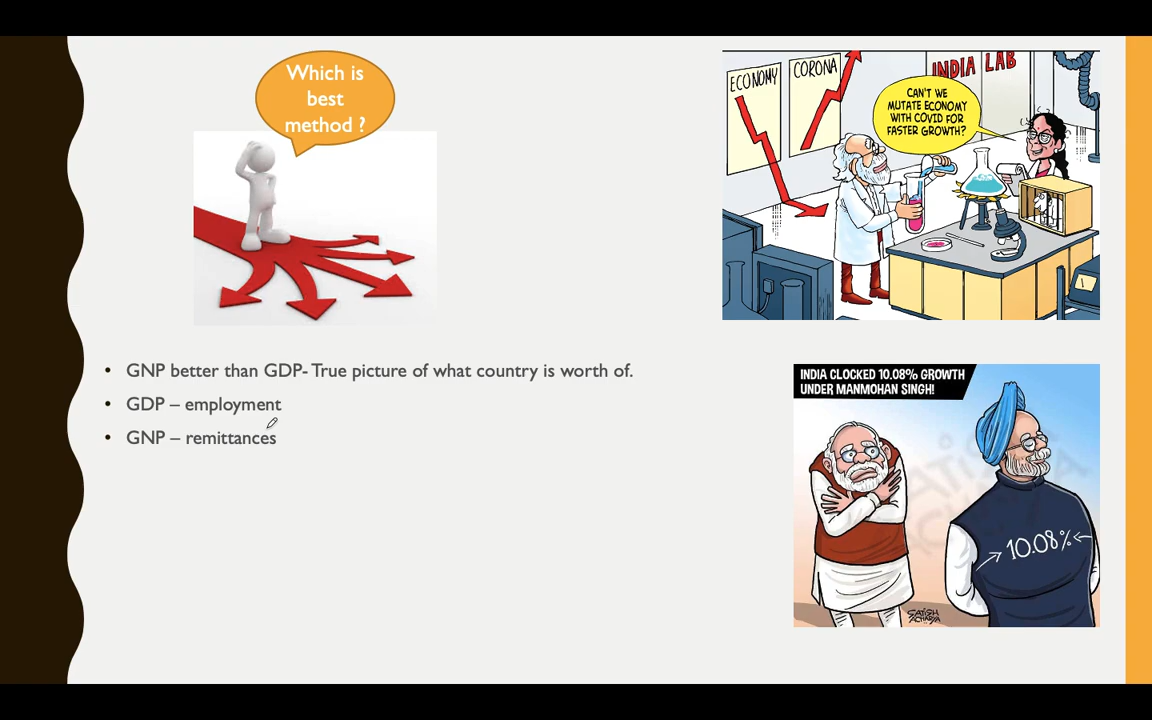 Which is
best
method ?
ECONOMY
CORONA
INDIA LAB
CAN'T WE
MUTATE ECONOMY
WITH COVID FOR
FASTER GROWTH?
• GNP better than GDP- True picture of what country is worth of.
• GDP – employment
• GNP – remittances
INDIA CLOCKED 10.08% GROWTH
UNDER MANMOHAN SINGH!
10.08%
SATISH
ACHARYA